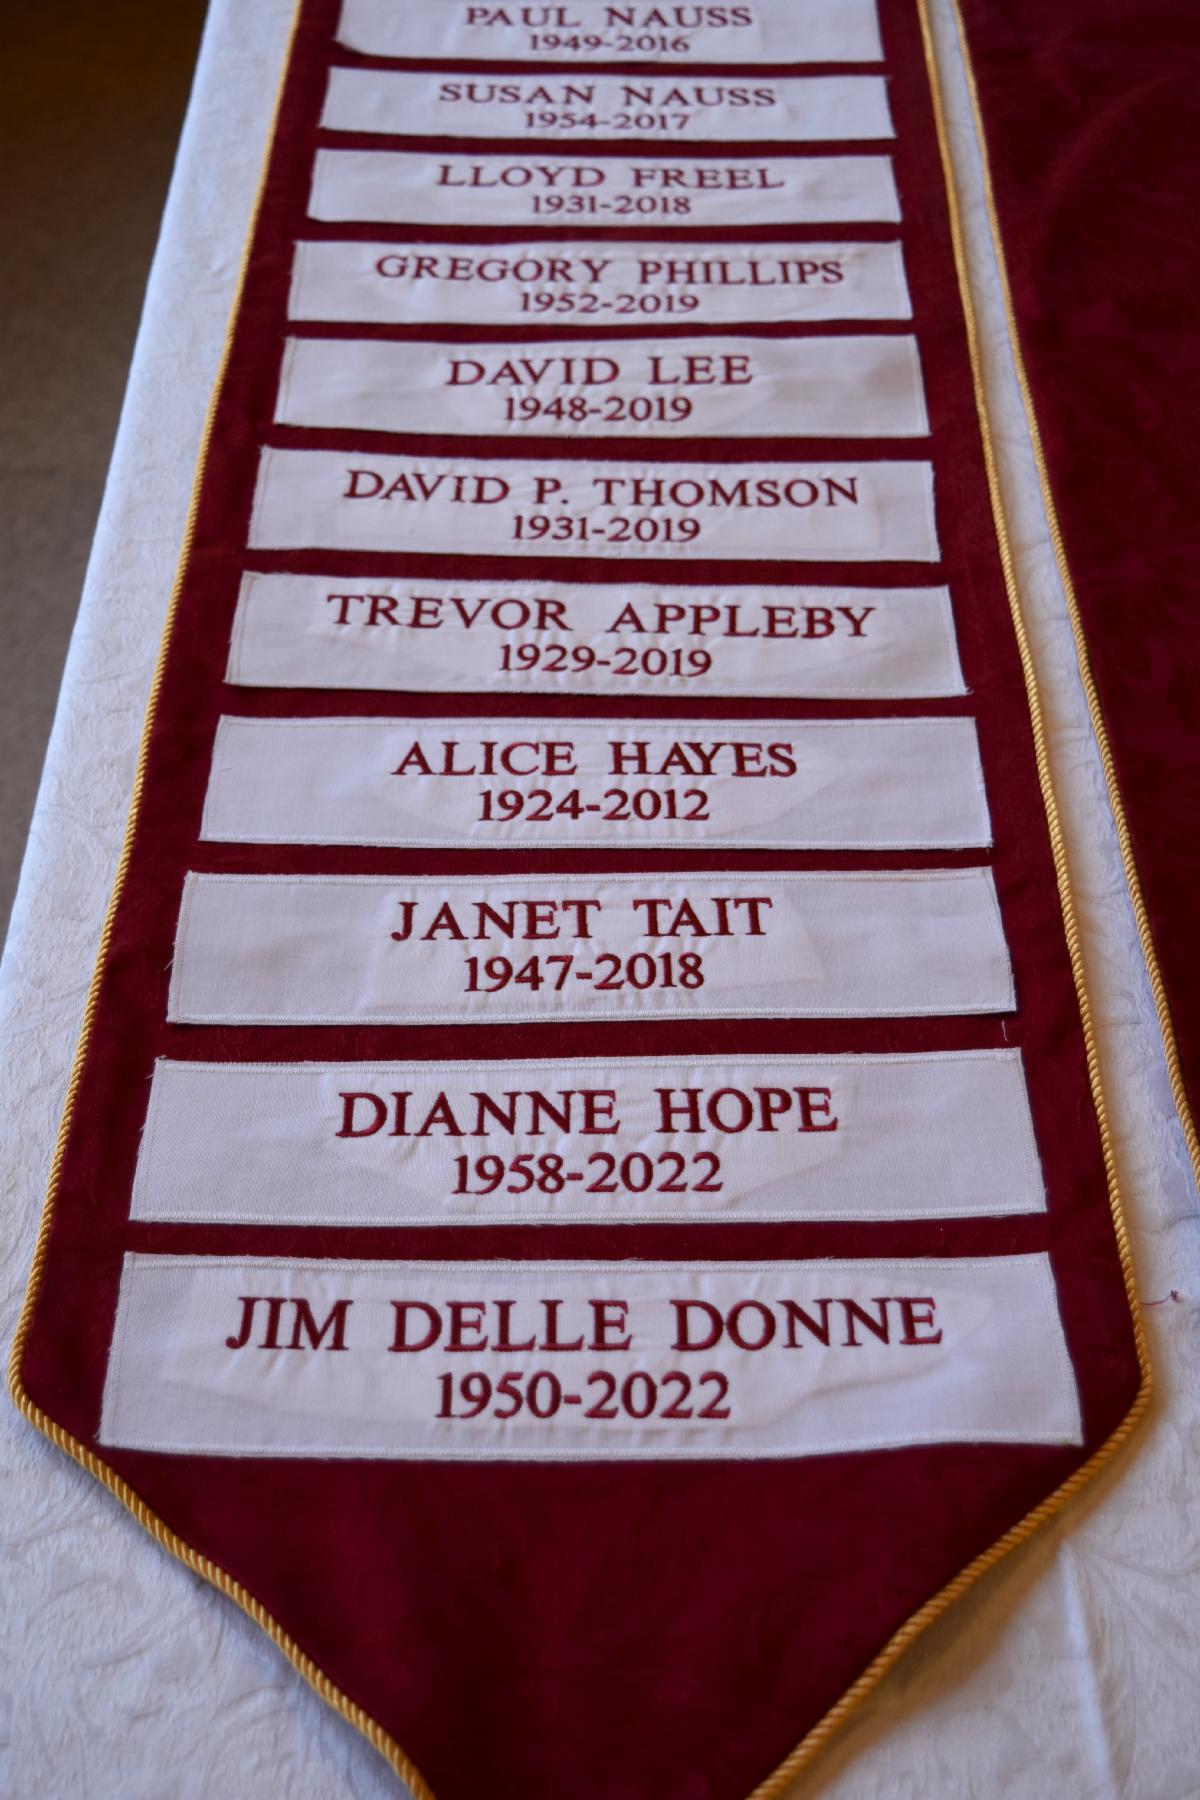 PAUL NAUSS
1949-2016
SUSAN NAUSS
1954-2017
LLOYD FREEL
1931-2018
GREGORY PHILLIPS
1952-2019
DAVID LEE
1948-2019
DAVID P. THOMSON
1931-2019
TREVOR APPLEBY
1929-2019
ALICE HAYES
1924-2012
JANET TAIT
1947-2018
DIANNE HOPE
1958-2022
JIM DELLE DONNE
1950-2022